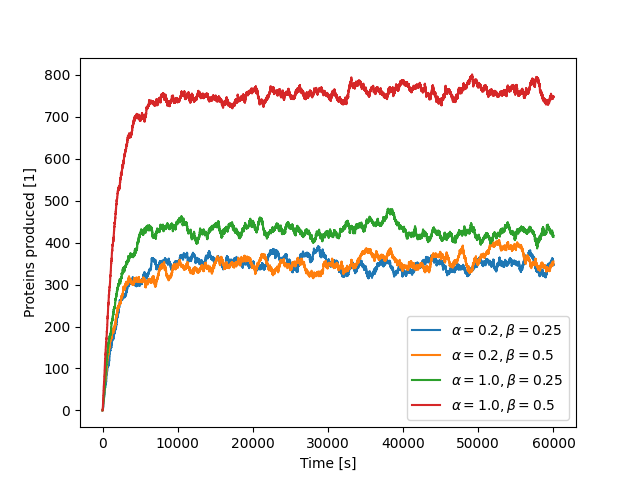 800
700
600
500
400
300
200
100
0
Proteins produced [1]
0 10000 20000 30000 40000 50000 60000
Time [s]
α = 0.2, β = 0.25
α = 0.2, β = 0.5
α = 1.0, β = 0.25
α = 1.0, β = 0.5